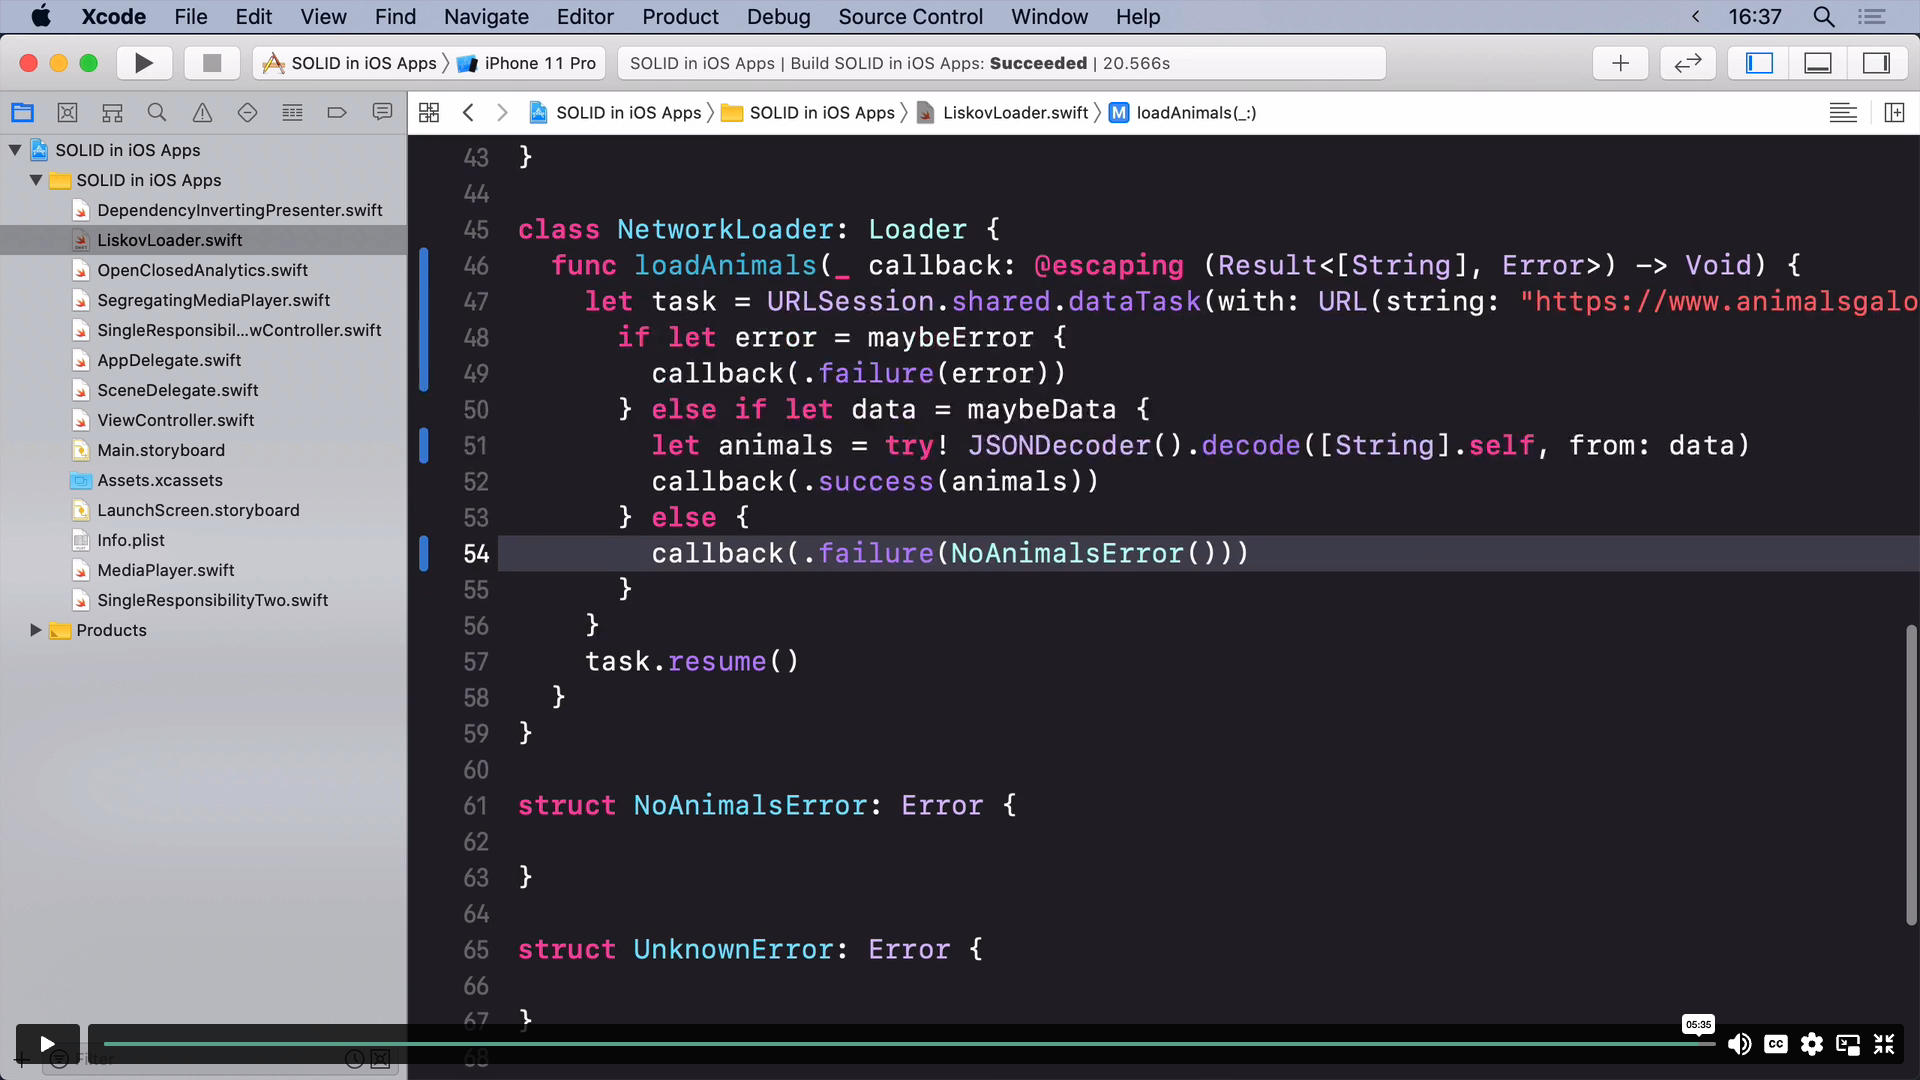 Xcode File Edit View Find Navigate Editor Product Debug Source Control Window Help 16:37
SOLID in iOS Apps iPhone 11 Pro SOLID in iOS Apps | Build SOLID in iOS Apps: Succeeded | 20.566s
SOLID in iOS Apps SOLID in iOS Apps LiskovLoader.swift M loadAnimals(_:)
SOLID in iOS Apps
SOLID in iOS Apps
DependencyInvertingPresenter.swift
LiskovLoader.swift
OpenClosedAnalytics.swift
SegregatingMediaPlayer.swift
SingleResponsibil...wController.swift
AppDelegate.swift
SceneDelegate.swift
ViewController.swift
Main.storyboard
Assets.xcassets
LaunchScreen.storyboard
Info.plist
MediaPlayer.swift
SingleResponsibilityTwo.swift
Products
Filter
43 }
44
45 class NetworkLoader: Loader {
46 func loadAnimals(_ callback: @escaping (Result<[String], Error>) -> Void) {
47 let task = URLSession.shared.dataTask(with: URL(string: "https://www.animalsgalo
48 if let error = maybeError {
49 callback(.failure(error))
50 } else if let data = maybeData {
51 let animals = try! JSONDecoder().decode([String].self, from: data)
52 callback(.success(animals))
53 } else {
54 callback(.failure(NoAnimalsError()))
55 }
56 }
57 task.resume()
58 }
59 }
60
61 struct NoAnimalsError: Error {
62
63 }
64
65 struct UnknownError: Error {
66
67 }
68
05:35
CC